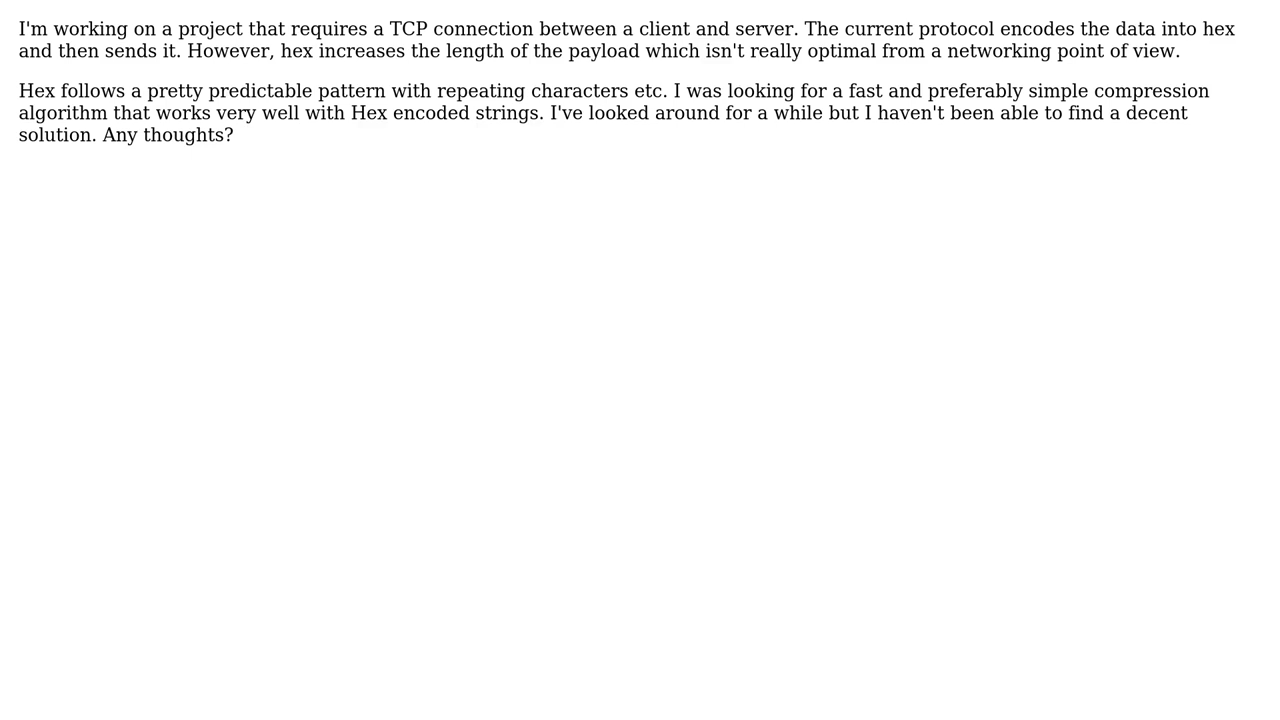 I'm working on a project that requires a TCP connection between a client and server. The current protocol encodes the data into hex
and then sends it. However, hex increases the length of the payload which isn't really optimal from a networking point of view.
Hex follows a pretty predictable pattern with repeating characters etc. I was looking for a fast and preferably simple compression
algorithm that works very well with Hex encoded strings. I've looked around for a while but I haven't been able to find a decent
solution. Any thoughts?